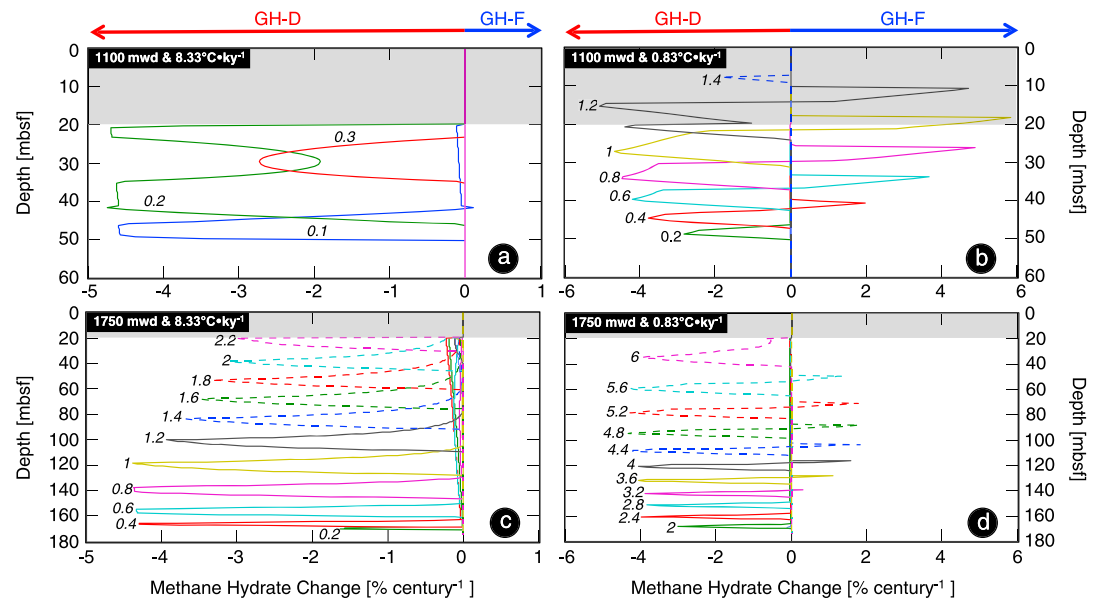 GH-D GH-F GH-D GH-F
0 1100 mwd & 8.33°C•ky-1 1100 mwd & 0.83°C•ky-1 0
10 1.4 10
1.2
20 20
0.3 1
30 30
0.8
0.6
40 0.2 0.4 40
0.1 0.2
50 a b 50
60 60
Depth [mbsf] Depth [mbsf]
-5 -4 -3 -2 -1 0 1 -6 -4 -2 0 2 4 6
0 1750 mwd & 8.33°C•ky-1 1750 mwd & 0.83°C•ky-1 0
20 2.2 20
40 2 6 40
60 1.8 5.6 60
1.6 5.2
80 1.4 4.8 80
100 1.2 4.4 100
120 1 4 120
3.6
140 0.8 3.2 140
160 0.6 2.8 160
0.4 2.4
0.2 c 2 d
180 180
Depth [mbsf] Depth [mbsf]
-5 -4 -3 -2 -1 0 1 -6 -4 -2 0 2 4 6
Methane Hydrate Change [% century-1] Methane Hydrate Change [% century-1]